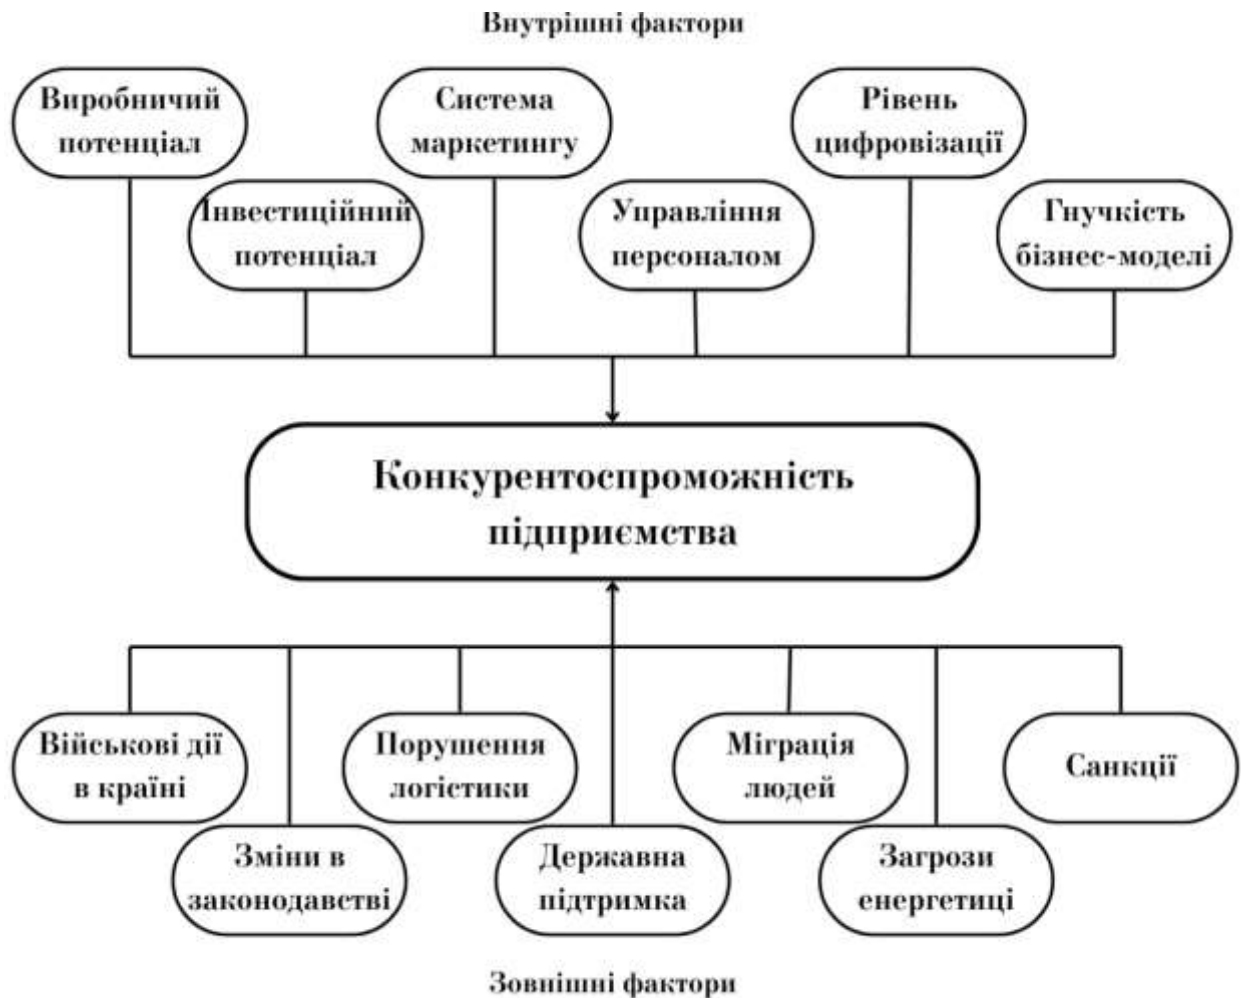 Внутрішні фактори
Виробничий
потенціал
Система
маркетингу
Рівень
цифровізації
Інвестиційний
потенціал
Управління
персоналом
Гнучкість
бізнес-моделі
Конкурентоспроможність
підприємства
Військові дії
в країні
Порушення
логістики
Міграція
людей
Санкції
Зміни в
законодавстві
Державна
підтримка
Загрози
енергетиці
Зовнішні фактори